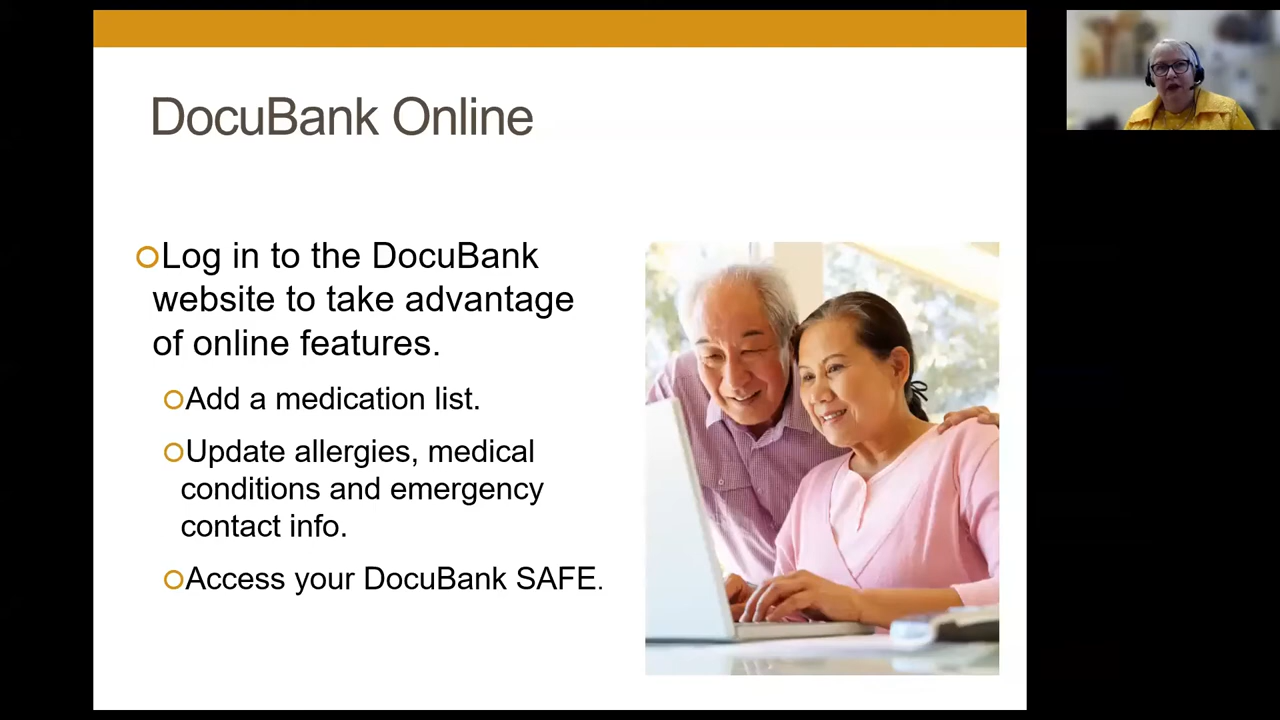 DocuBank Online
Log in to the DocuBank
website to take advantage
of online features.
Add a medication list.
Update allergies, medical
conditions and emergency
contact info.
Access your DocuBank SAFE.